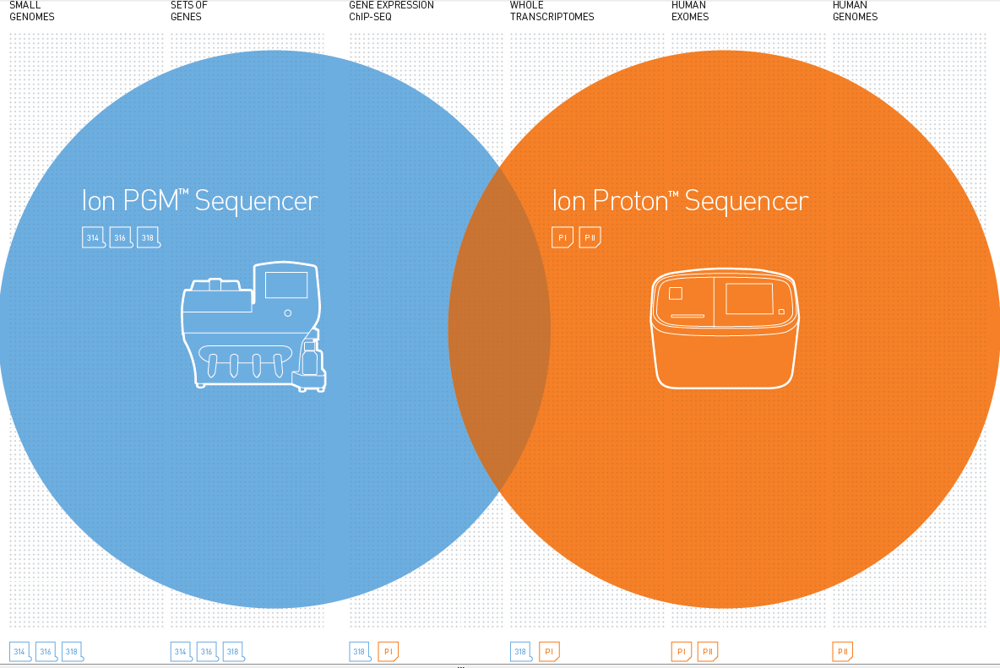 SMALL
GENOMES
SETS OF
GENES
GENE EXPRESSION
ChIP-SEQ
WHOLE
TRANSCRIPTOMES
HUMAN
EXOMES
HUMAN
GENOMES
Ion PGM™ Sequencer
314 316 318
Ion Proton™ Sequencer
P I P II
314 316 318
314 316 318
318 P I
318 P I
P I P II
P II